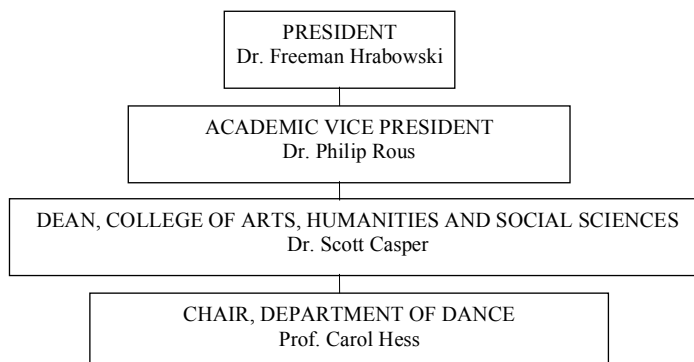 PRESIDENT
Dr. Freeman Hrabowski
ACADEMIC VICE PRESIDENT
Dr. Philip Rous
DEAN, COLLEGE OF ARTS, HUMANITIES AND SOCIAL SCIENCES
Dr. Scott Casper
CHAIR, DEPARTMENT OF DANCE
Prof. Carol Hess